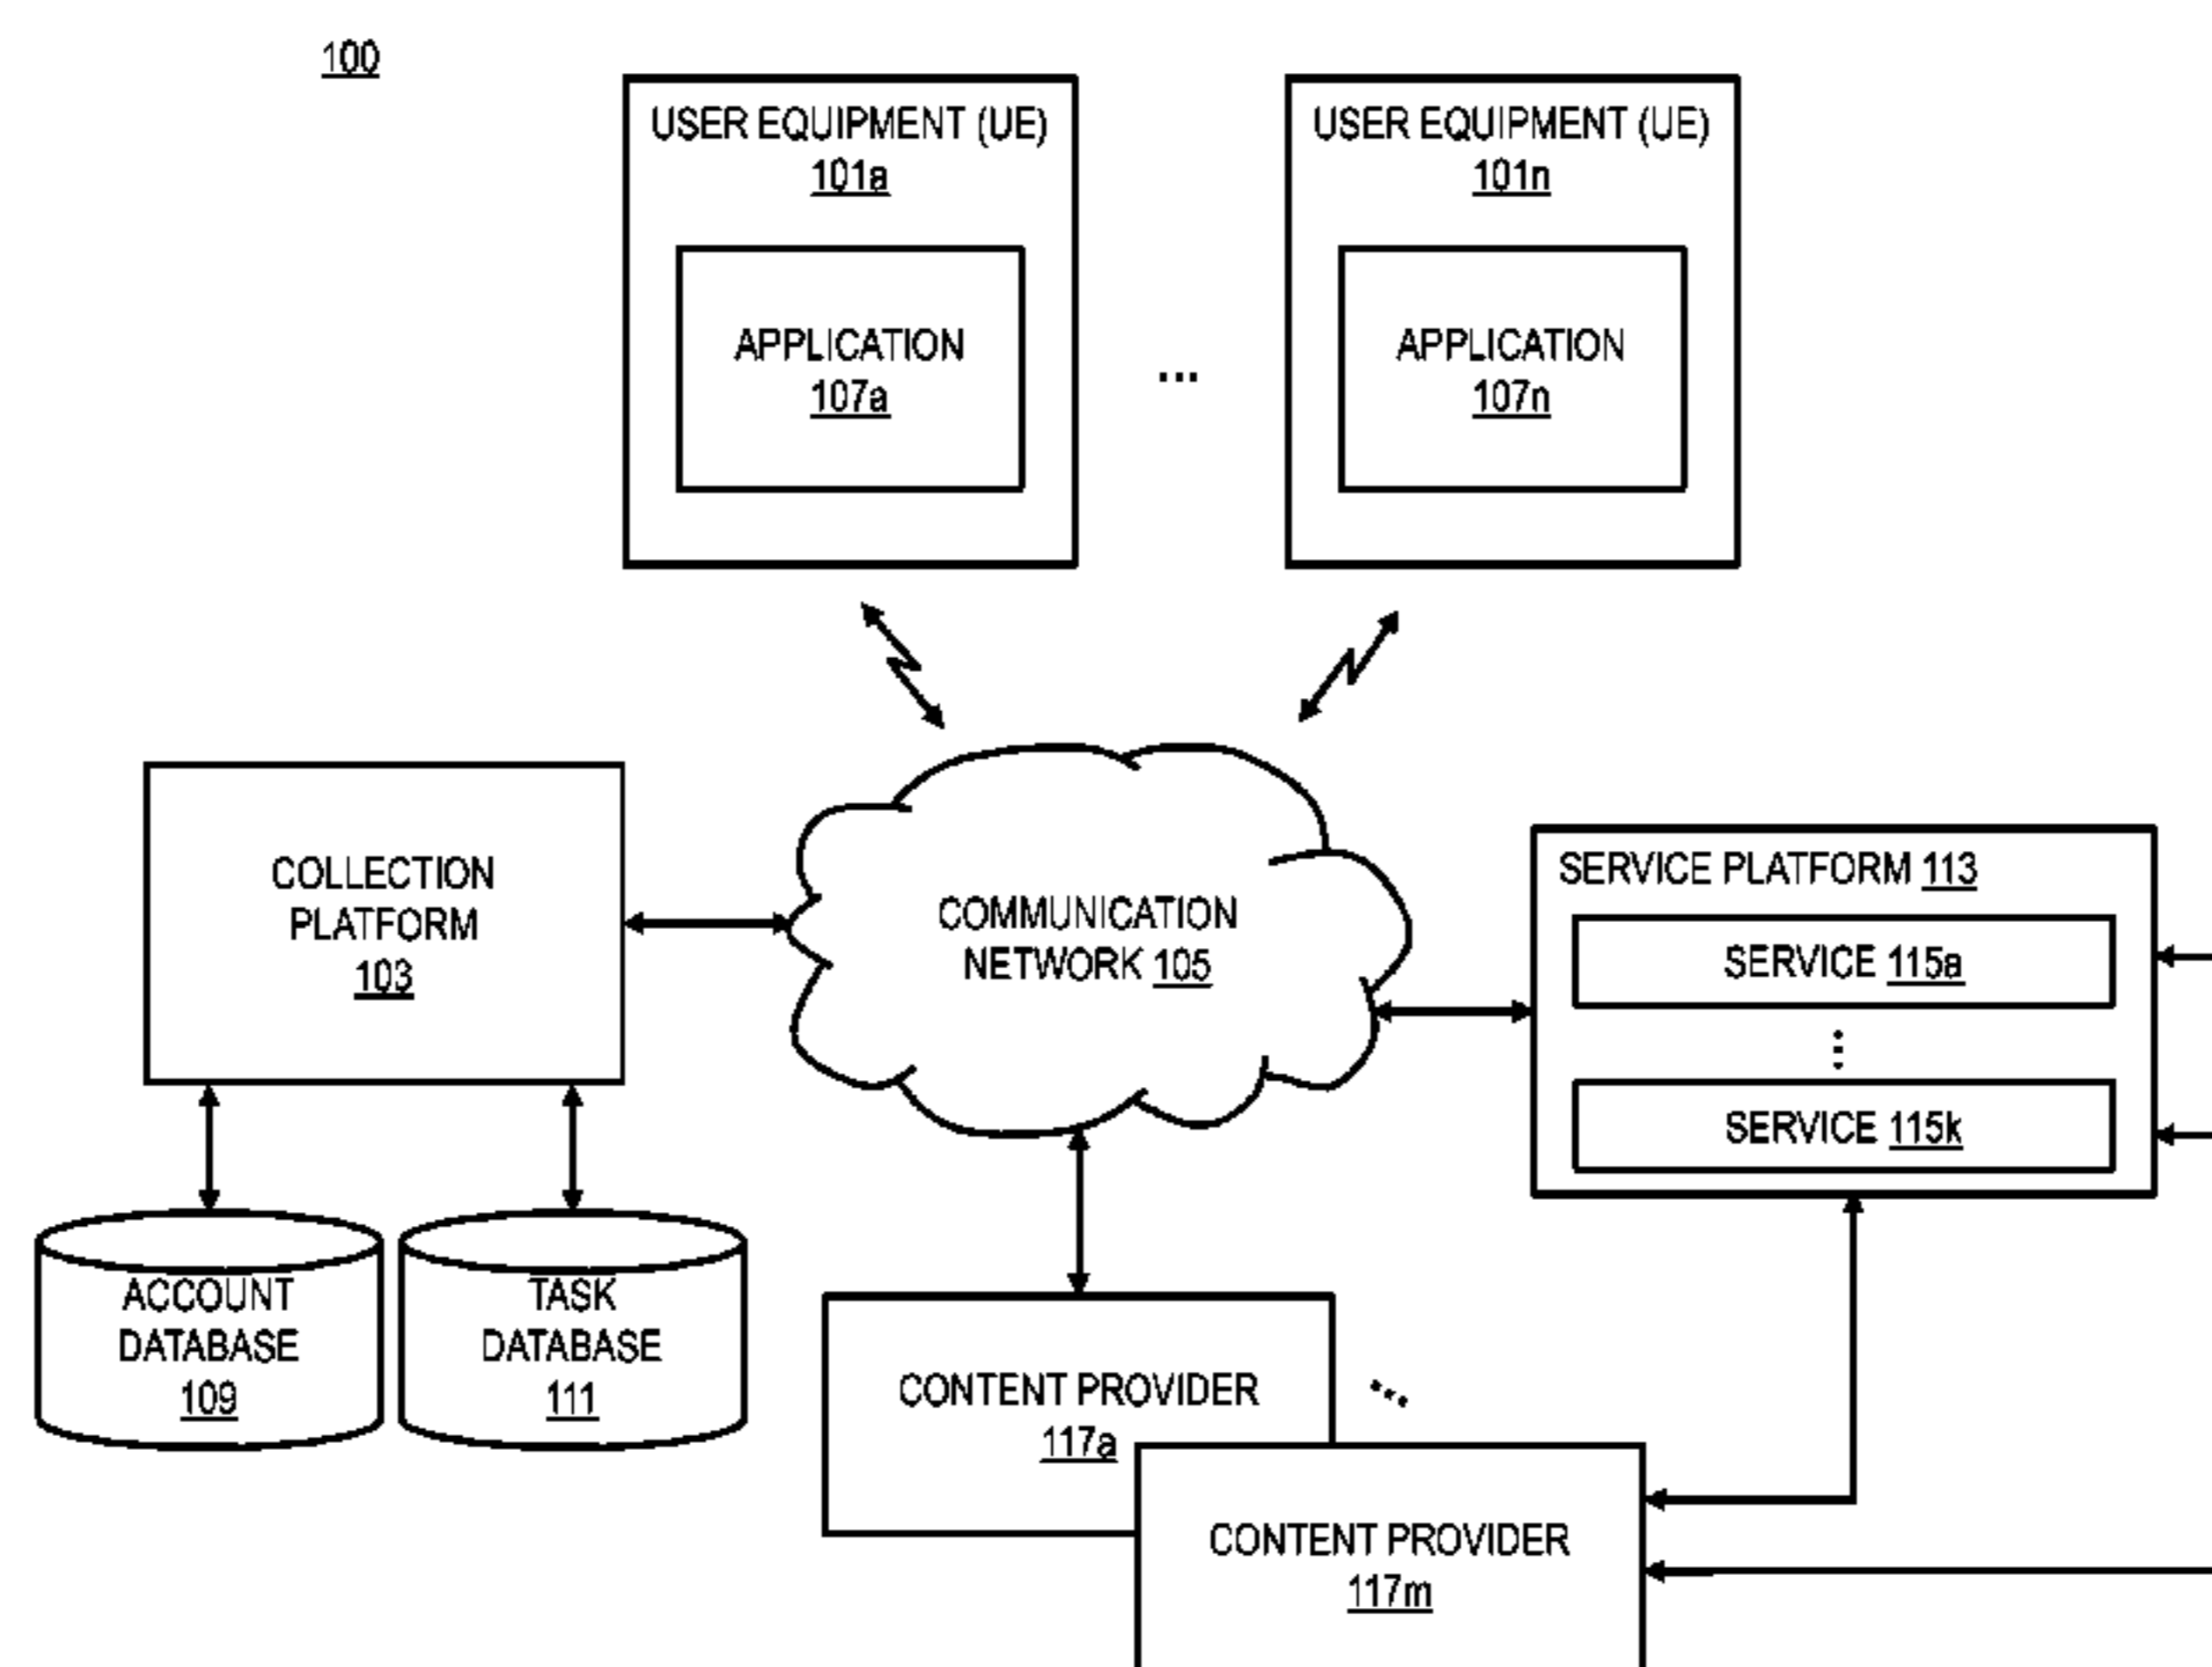 100
USER EQUIPMENT (UE)
101a
APPLICATION
107a
...
USER EQUIPMENT (UE)
101n
APPLICATION
107n
COLLECTION
PLATFORM
103
COMMUNICATION
NETWORK 105
SERVICE PLATFORM 113
SERVICE 115a
...
SERVICE 115k
ACCOUNT
DATABASE
109
TASK
DATABASE
111
CONTENT PROVIDER
117a
...
CONTENT PROVIDER
117m